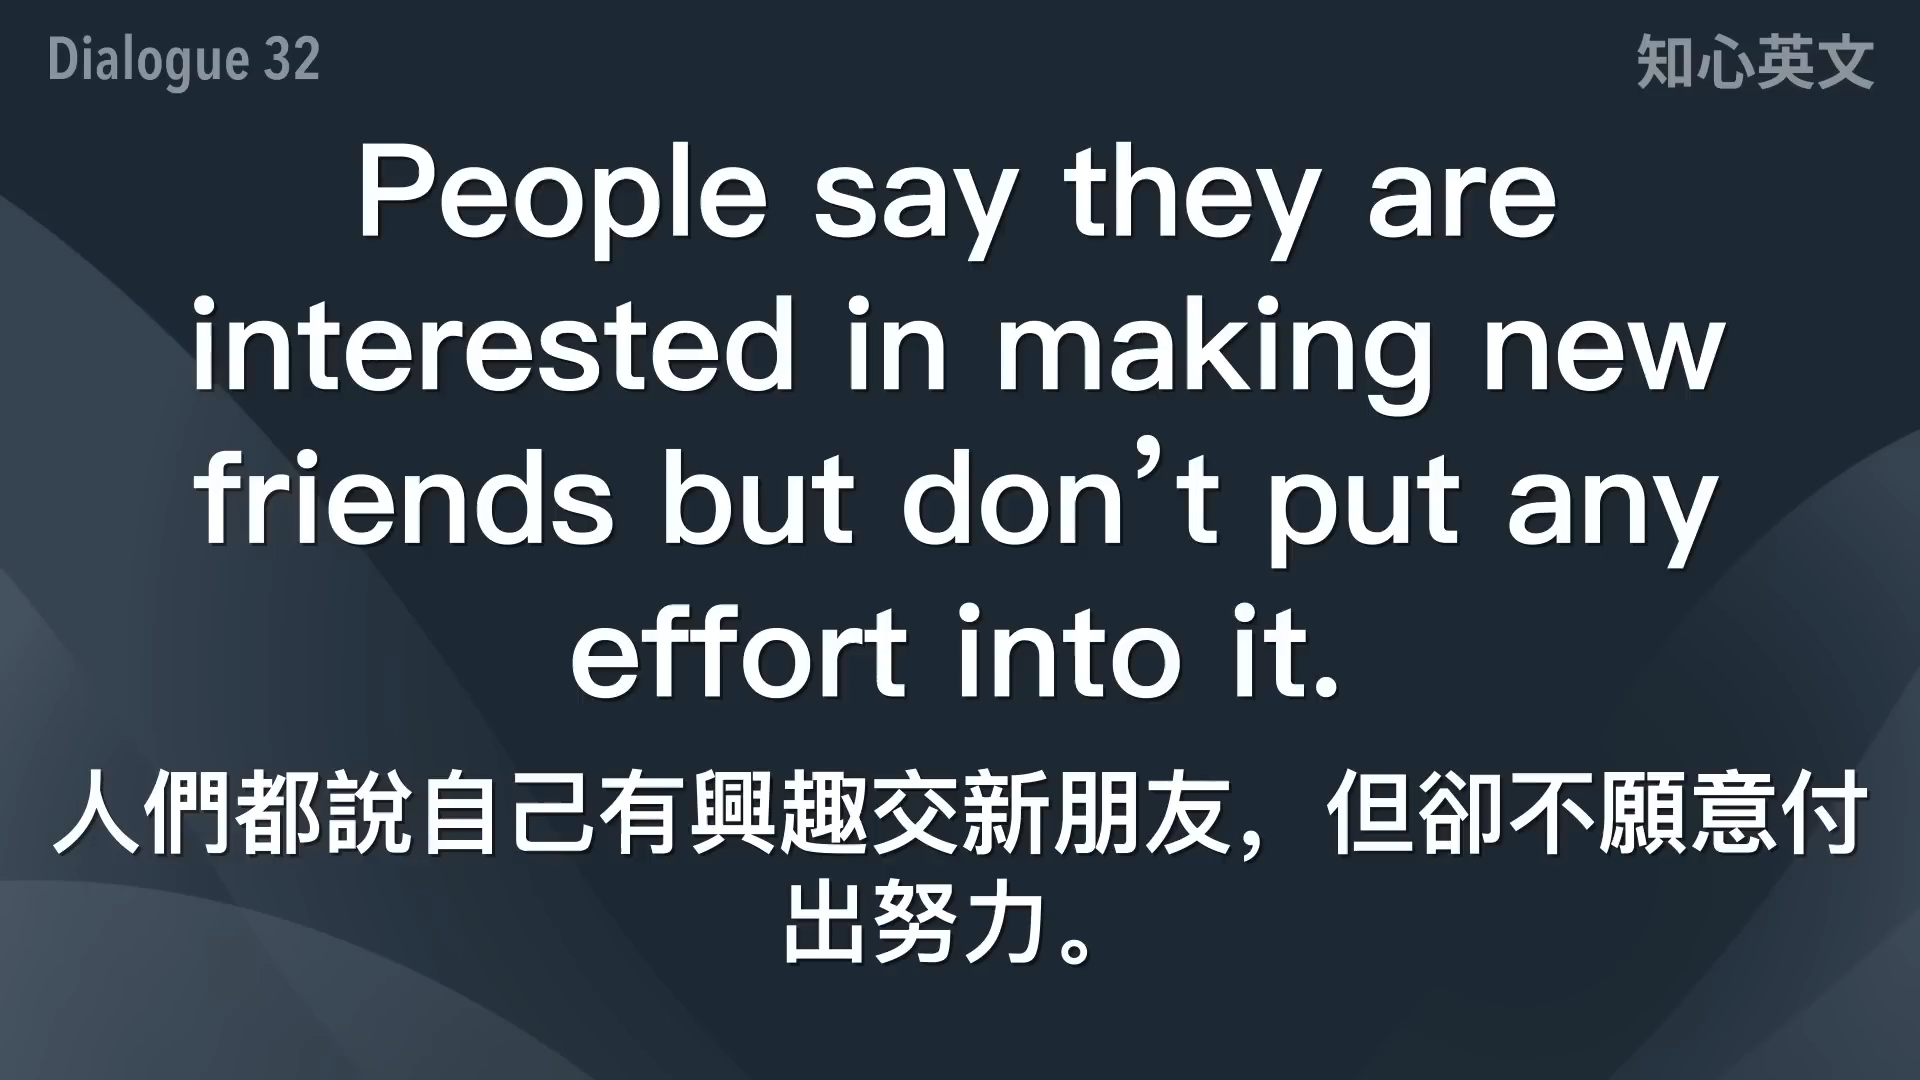 Dialogue 32
知心英文
People say they are
interested in making new
friends but don’t put any
effort into it.
人們都說自己有興趣交新朋友，但卻不願意付
出努力。